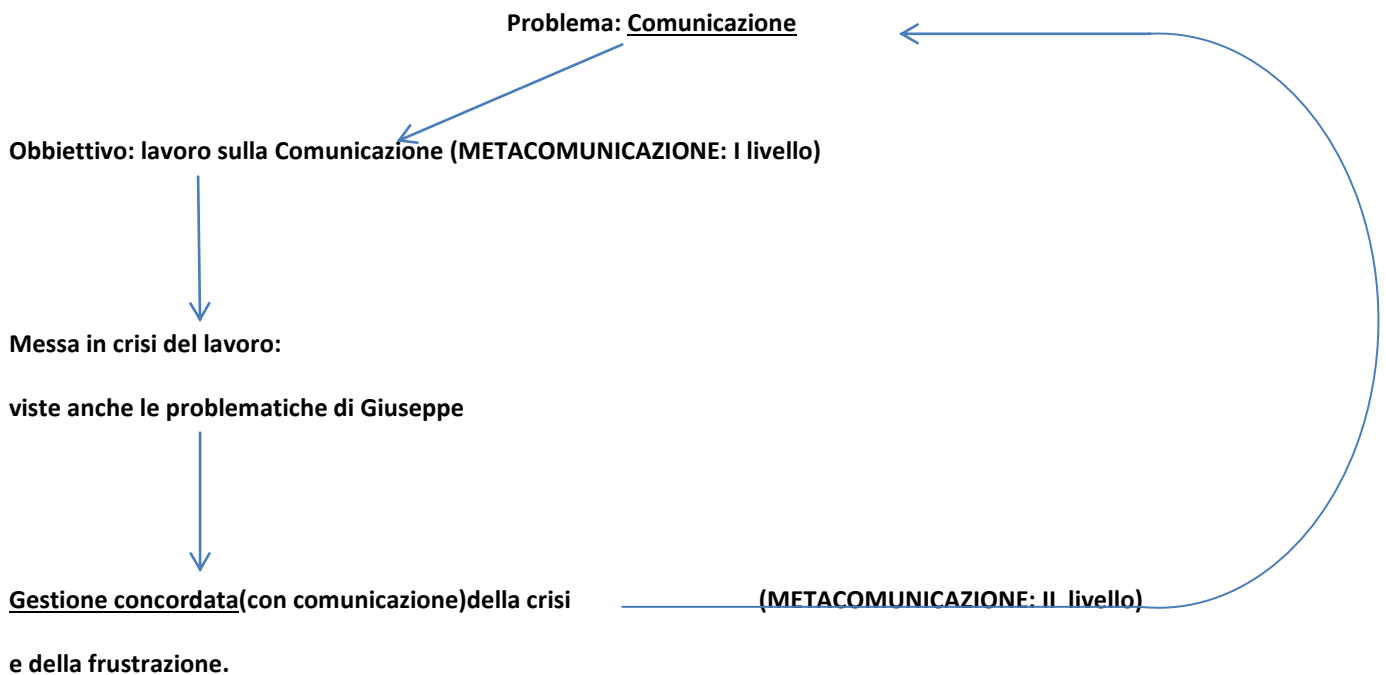 Problema: Comunicazione
Obbiettivo: lavoro sulla Comunicazione (METACOMUNICAZIONE: I livello)
Messa in crisi del lavoro:
viste anche le problematiche di Giuseppe
Gestione concordata(con comunicazione)della crisi (METACOMUNICAZIONE: II livello)
e della frustrazione.